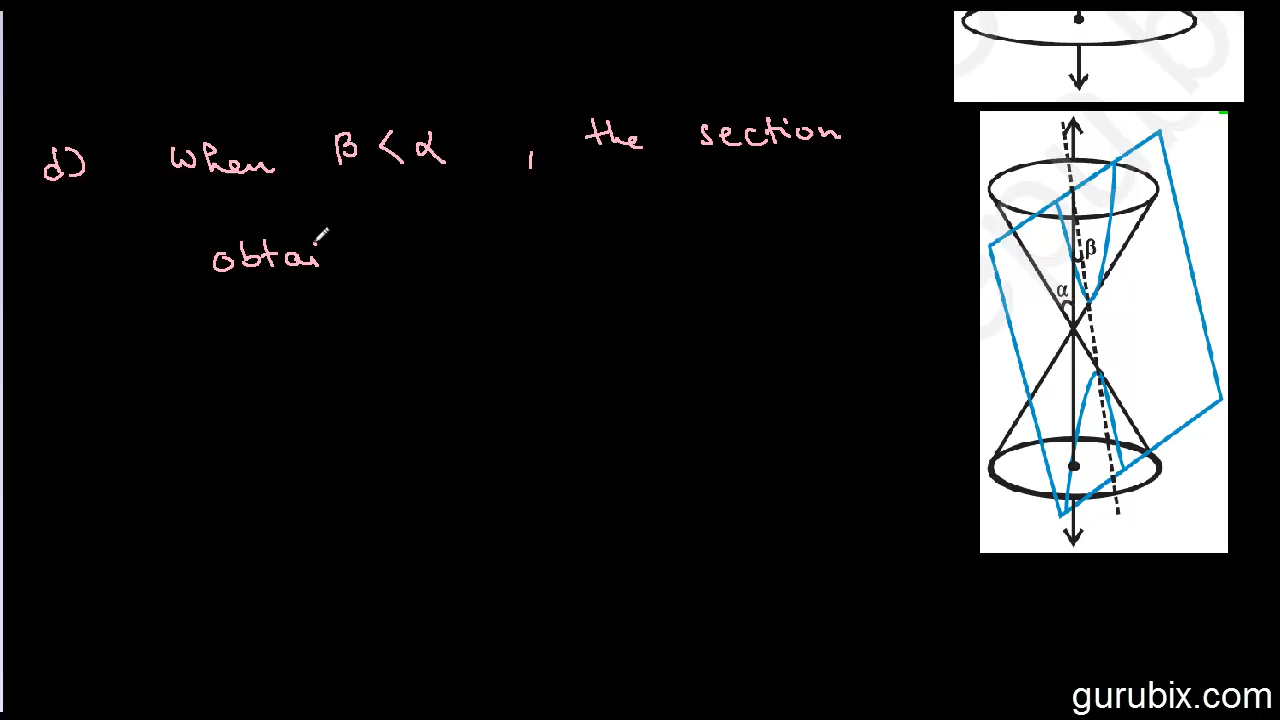 d) when β < α , the section
obtai
β
α
gurubix.com